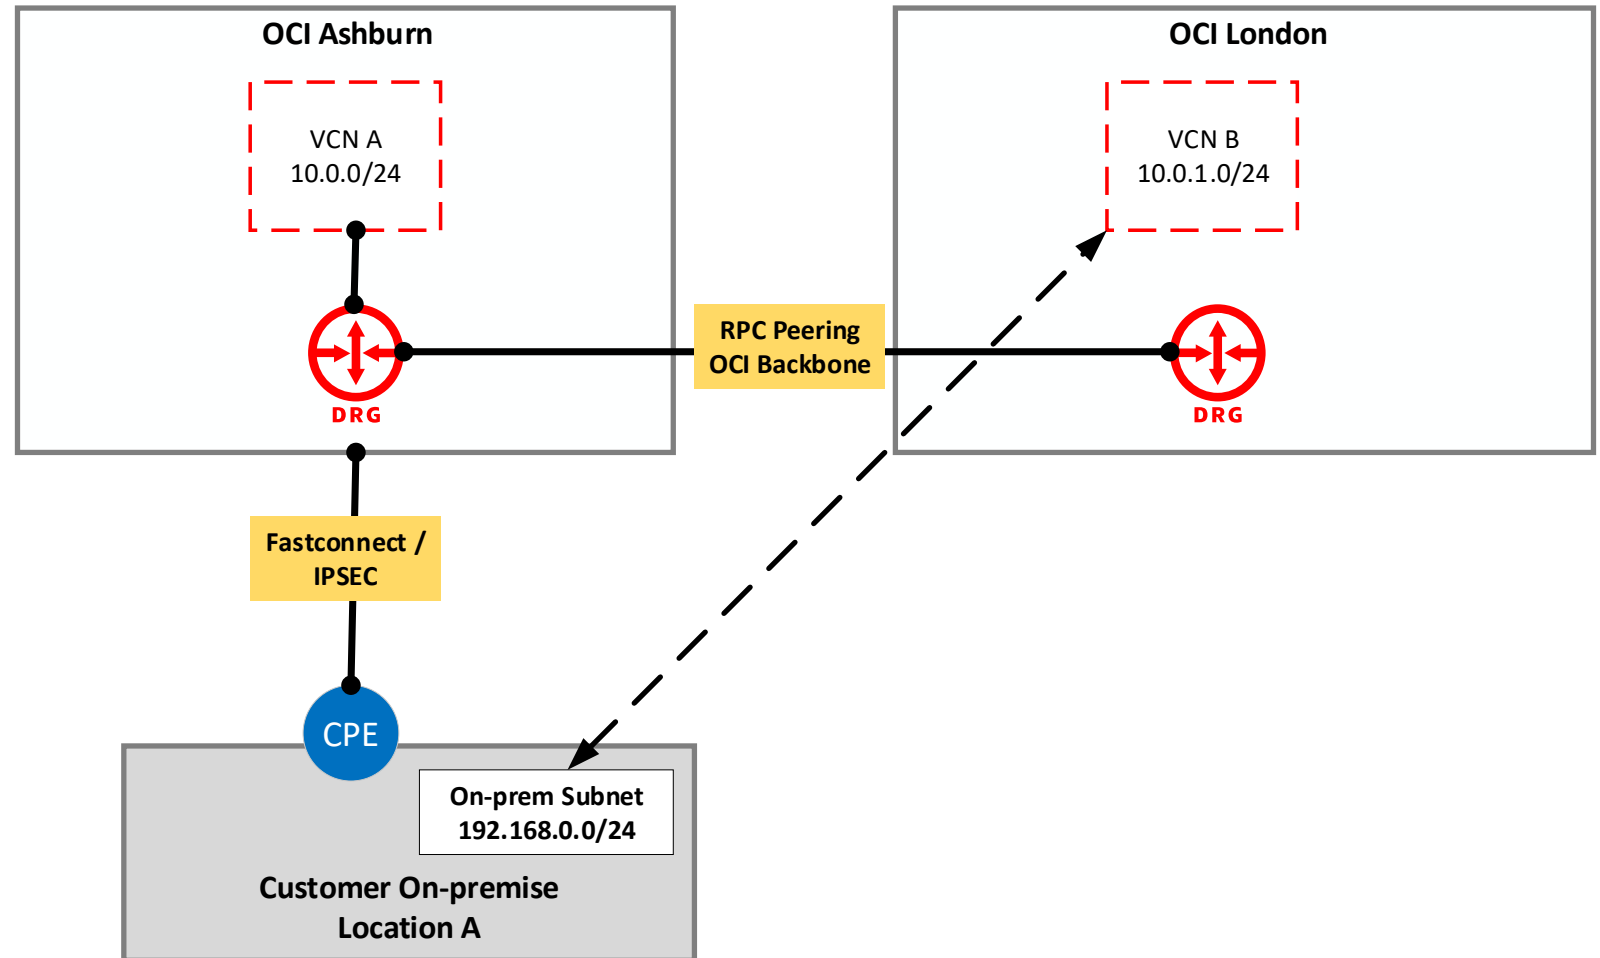 OCI Ashburn
VCN A
10.0.0/24
DRG
OCI London
VCN B
10.0.1.0/24
DRG
RPC Peering
OCI Backbone
Fastconnect /
IPSEC
CPE
On-prem Subnet
192.168.0.0/24
Customer On-premise
Location A